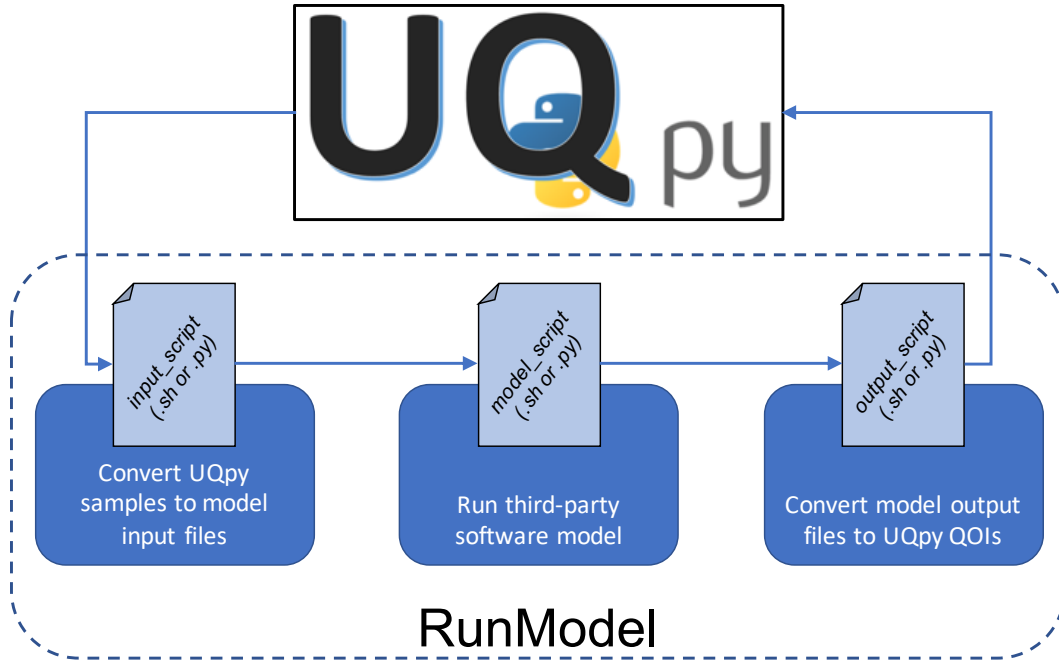 UQ py
input_script
(.sh or .py)
model_script
(.sh or .py)
output_script
(.sh or .py)
Convert UQpy
samples to model
input files
Run third-party
software model
Convert model output
files to UQpy QOIs
RunModel